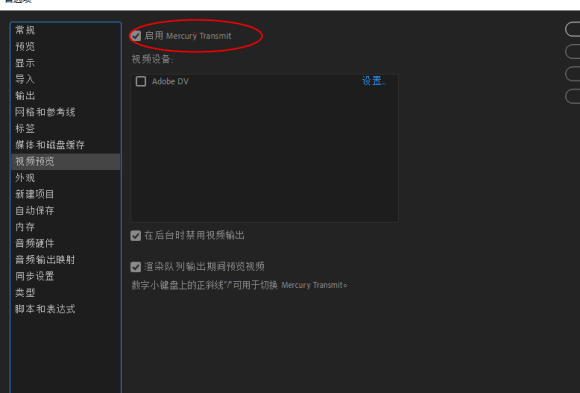 首选项
常规
预览
显示
导入
输出
网格和参考线
标签
媒体和磁盘缓存
视频预览
外观
新建项目
自动保存
内存
音频硬件
音频输出映射
同步设置
类型
脚本和表达式
启用 Mercury Transmit
视频设备:
Adobe DV 设置...
在后台时禁用视频输出
渲染队列输出期间预览视频
数字小键盘上的正斜线"/"可用于切换 Mercury Transmit。